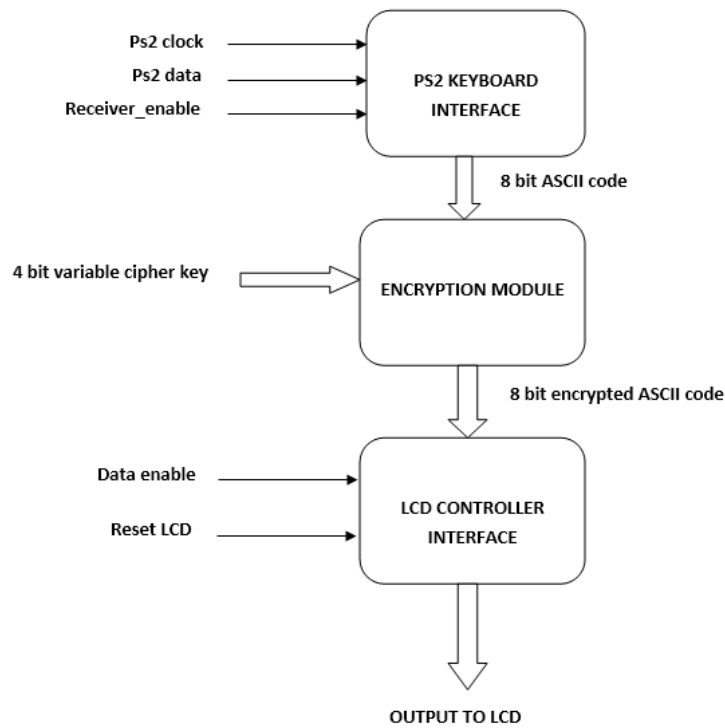 Ps2 clock
Ps2 data
Receiver_enable
PS2 KEYBOARD
INTERFACE
8 bit ASCII code
4 bit variable cipher key
ENCRYPTION MODULE
8 bit encrypted ASCII code
Data enable
Reset LCD
LCD CONTROLLER
INTERFACE
OUTPUT TO LCD